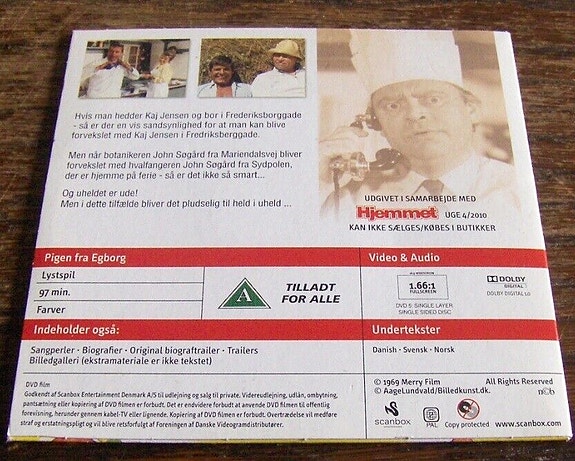 Hvis man hedder Kaj Jensen og bor i Frederiksborggade
- så er der en vis sandsynlighed for at man kan blive
forvekslet med Kaj Jensen i Fredriksberggade.
Men når botanikeren John Søgård fra Mariendalsvej bliver
forvekslet med hvalfangeren John Søgård fra Sydpolen,
der er hjemme på ferie - så er det ikke så smart...
Og uheldet er ude!
Men i dette tilfælde bliver det pludselig til held i uheld ...
UDGIVET I SAMARBEJDE MED
Hjemmet UGE 4/2010
KAN IKKE SÆLGES/KØBES I BUTIKKER
Pigen fra Egborg
Lystspil
97 min.
Farver
A
TILLADT
FOR ALLE
Video & Audio
WIDESCREEN
1.66:1
FULLSCREEN
DVD 5: SINGLE LAYER
SINGLE SIDED DISC
DOLBY
DIGITAL
DOLBY DIGITAL
Indeholder også:
Sangperler · Biografier · Original biograftrailer · Trailers
Billedgalleri (ekstramateriale er ikke tekstet)
Undertekster
Danish · Svensk · Norsk
DVD film
Godkendt af Scanbox Entertainment Danmark A/S til udlejning og salg til private. Videreudlejning, udlån, ombytning,
pantsætning eller kopiering af DVD filmen er forbudt. Det er endvidere forbudt at anvende DVD filmen til offentlig
forevisning, herunder gennem kabel-TV eller lignende. Kopiering af DVD filmen er forbudt. Overtrædelse vil medføre
straf og erstatningspligt og vil blive retsforfulgt af Foreningen af Danske Videogramdistributører.
© 1969 Merry Film All Rights Reserved
© AageLundvald/Billedkunst.dk.
ncb
scanbox
PAL
Copy protected
www.scanbox.com